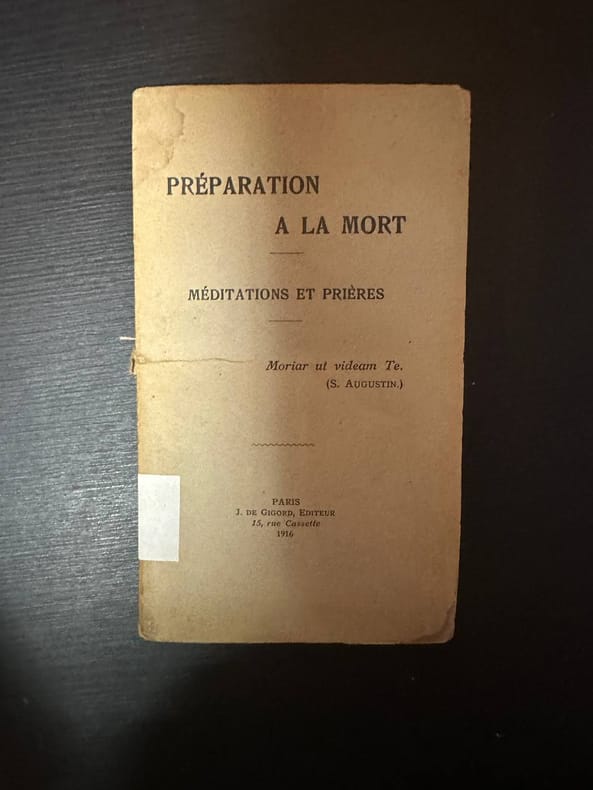 PRÉPARATION
A LA MORT
MÉDITATIONS ET PRIÈRES
Moriar ut videam Te.
(S. AUGUSTIN.)
PARIS
J. DE GIGORD, EDITEUR
15, rue Cassette
1916